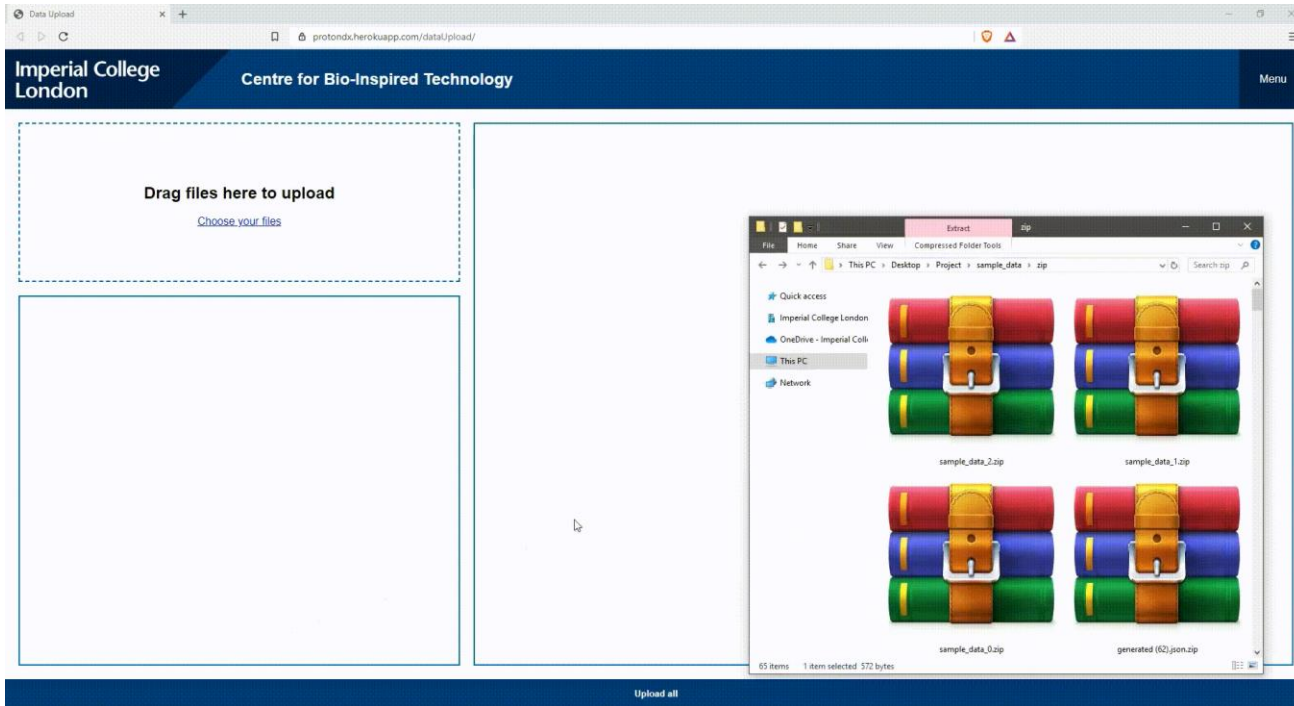 Data Upload
protondx.herokuapp.com/dataUpload/
Imperial College
London
Centre for Bio-Inspired Technology
Menu
Drag files here to upload
Choose your files
Extract
zip
File Home Share View Compressed Folder Tools
This PC › Desktop › Project › sample_data › zip
Search zip
Quick access
Imperial College London
OneDrive - Imperial Colle
This PC
Network
sample_data_2.zip
sample_data_1.zip
sample_data_0.zip
generated (62).json.zip
65 items 1 item selected 572 bytes
Upload all